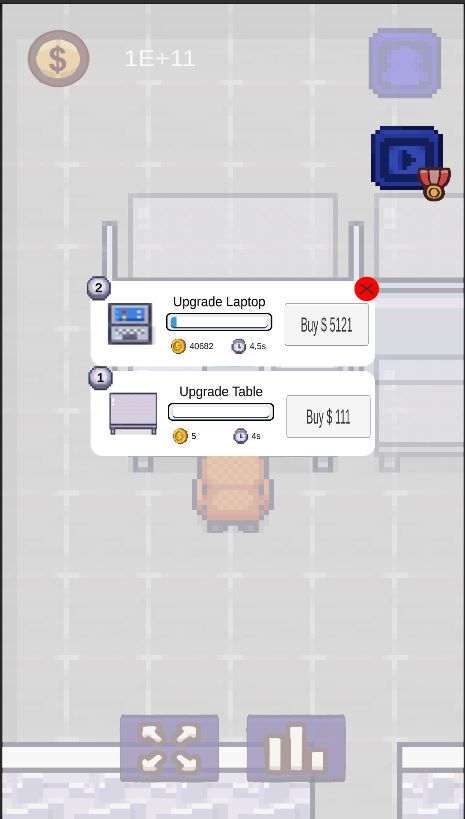 $ 1E+11
2
Upgrade Laptop
40682 4,5s
Buy $ 5121
1
Upgrade Table
5 4s
Buy $ 111